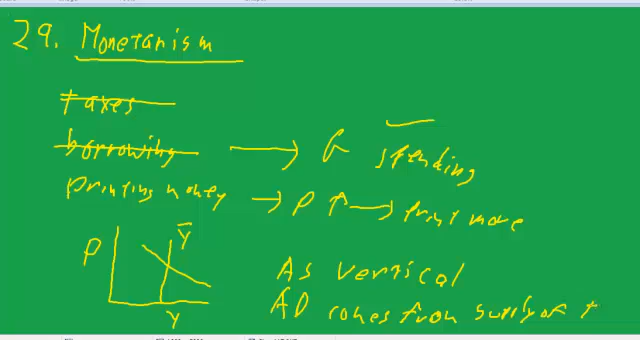 29. Monetarism
taxes
borrowing → G spending
printing money → P ↑ → print more
P Ȳ
As vertical
Y AD comes from supply of